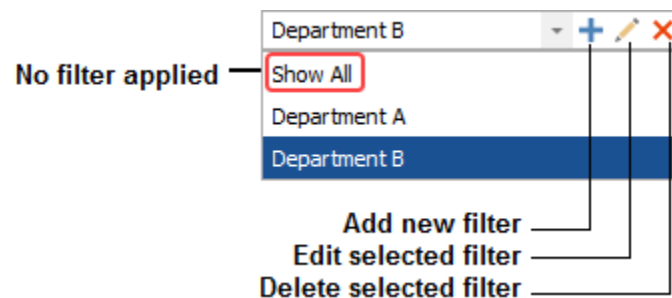 Department B
No filter applied
Show All
Department A
Department B
Add new filter
Edit selected filter
Delete selected filter